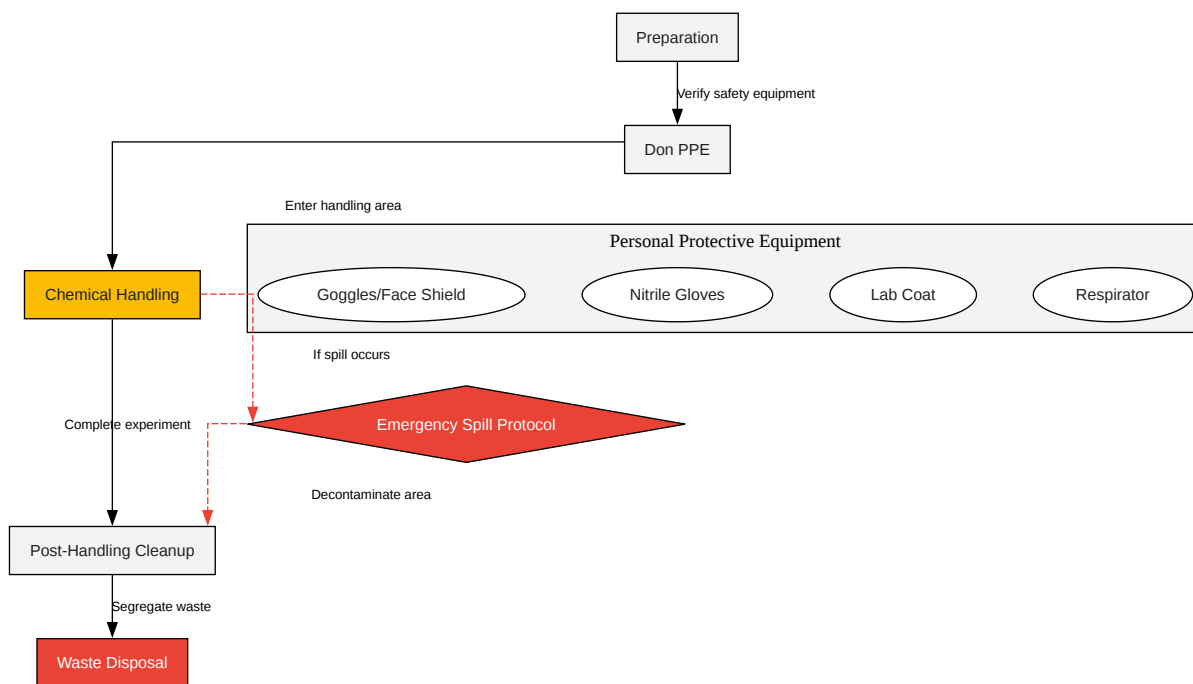 Preparation
Verify safety equipment
Don PPE
Enter handling area
Personal Protective Equipment
Chemical Handling
Goggles/Face Shield
Nitrile Gloves
Lab Coat
Respirator
If spill occurs
Complete experiment
Emergency Spill Protocol
Decontaminate area
Post-Handling Cleanup
Segregate waste
Waste Disposal